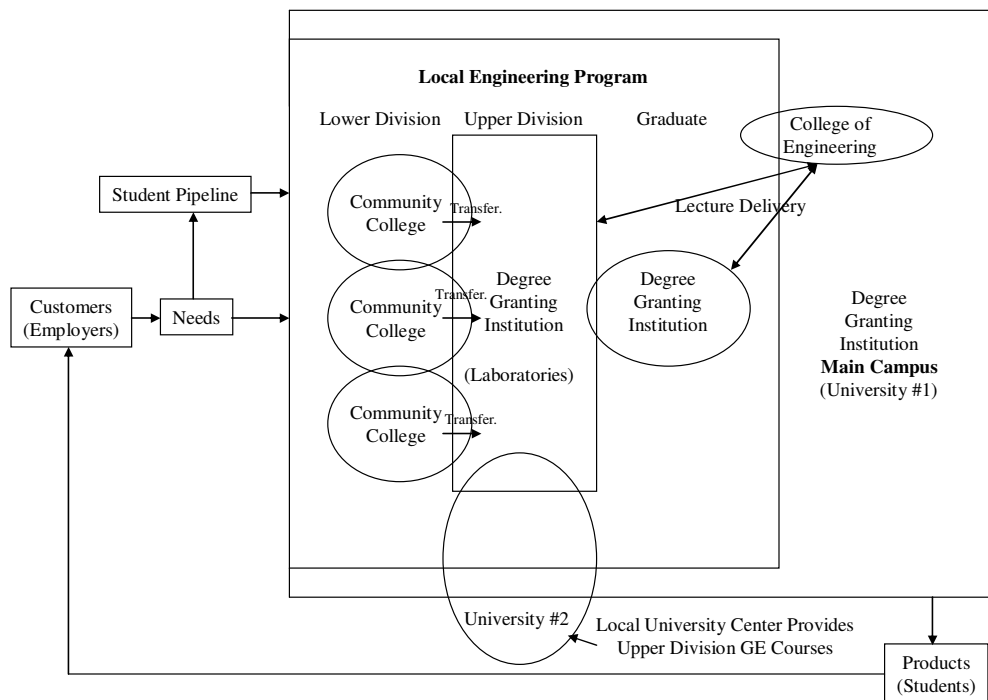 Local Engineering Program
Lower Division
Upper Division
Graduate
College of
Engineering
Student Pipeline
Community
College
Transfer.
Lecture Delivery
Customers
(Employers)
Needs
Community
College
Transfer.
Degree
Granting
Institution
(Laboratories)
Degree
Granting
Institution
Degree
Granting
Institution
Main Campus
(University #1)
Community
College
Transfer.
University #2
Local University Center Provides
Upper Division GE Courses
Products
(Students)